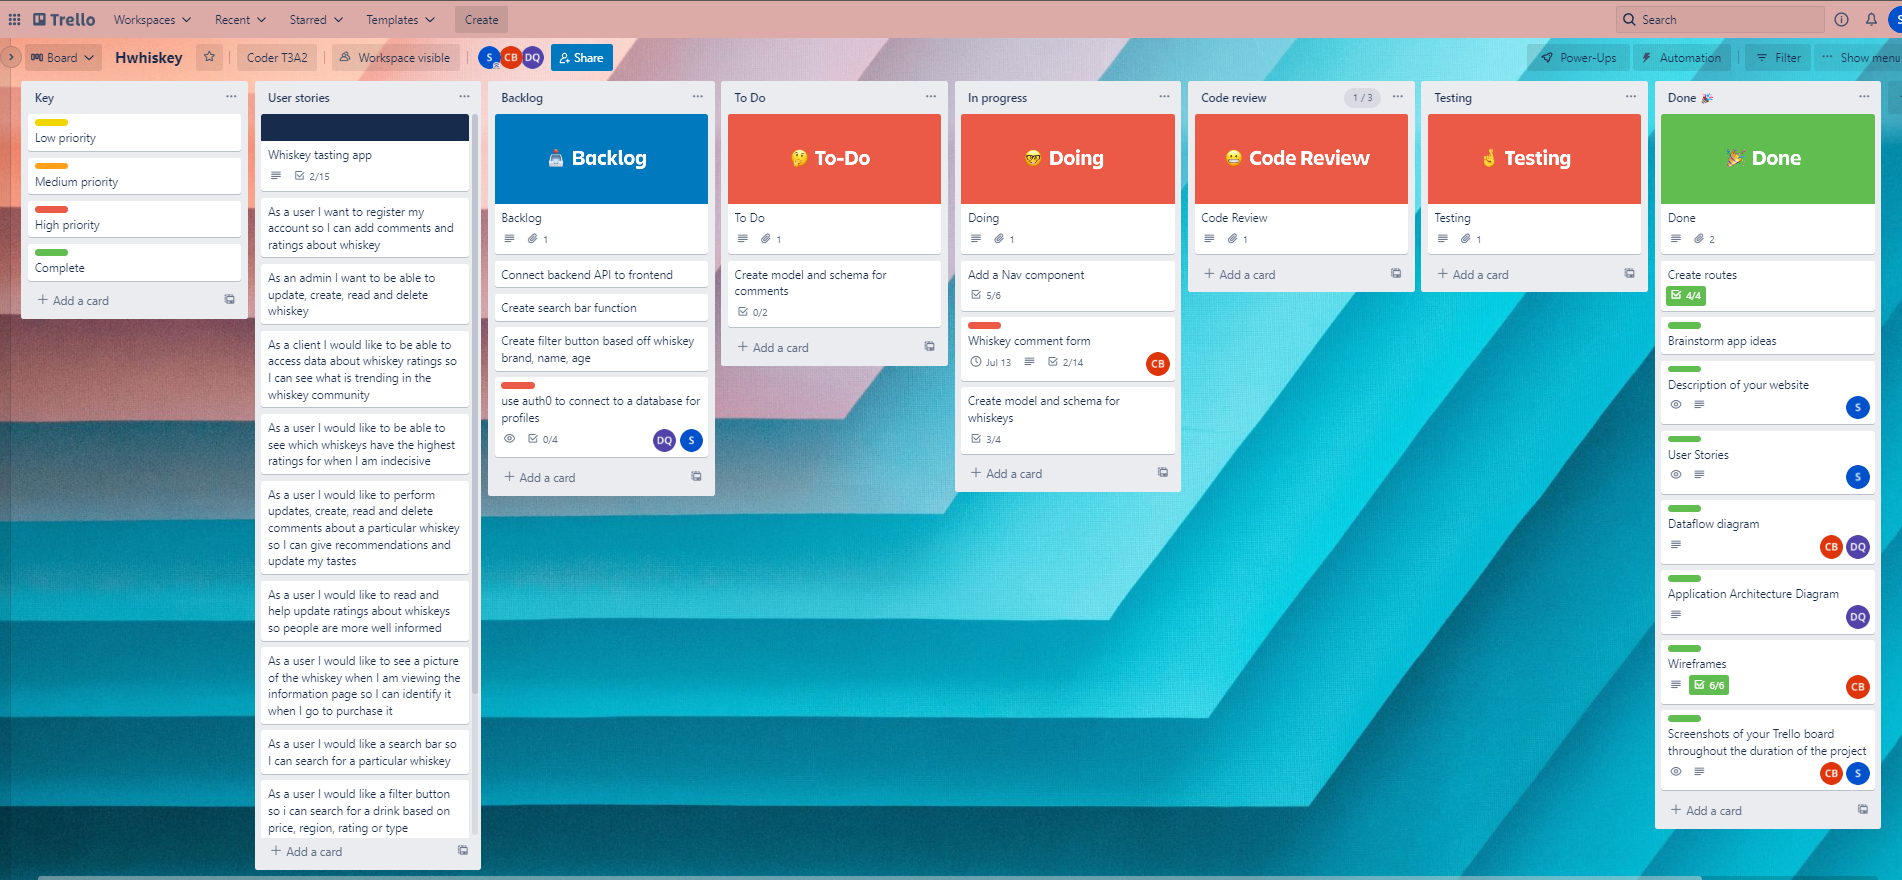 Trello
Workspaces
Recent
Starred
Templates
Create
Search
Board
Hwhiskey
Coder T3A2
Workspace visible
S
CB
DQ
Share
Power-Ups
Automation
Filter
Show menu
Key
Low priority
Medium priority
High priority
Complete
+ Add a card
User stories
Whiskey tasting app
2/15
As a user I want to register my
account so I can add comments and
ratings about whiskey
As an admin I want to be able to
update, create, read and delete
whiskey
As a client I would like to be able to
access data about whiskey ratings so
I can see what is trending in the
whiskey community
As a user I would like to be able to
see which whiskeys have the highest
ratings for when I am indecisive
As a user I would like to perform
updates, create, read and delete
comments about a particular whiskey
so I can give recommendations and
update my tastes
As a user I would like to read and
help update ratings about whiskeys
so people are more well informed
As a user I would like to see a picture
of the whiskey when I am viewing the
information page so I can identify it
when I go to purchase it
As a user I would like a search bar so
I can search for a particular whiskey
As a user I would like a filter button
so i can search for a drink based on
price, region, rating or type
+ Add a card
Backlog
📥 Backlog
Backlog
1
Connect backend API to frontend
Create search bar function
Create filter button based off whiskey
brand, name, age
use auth0 to connect to a database for
profiles
0/4
DQ
S
+ Add a card
To Do
🤔 To-Do
To Do
1
Create model and schema for
comments
0/2
+ Add a card
In progress
🤓 Doing
Doing
1
Add a Nav component
5/6
Whiskey comment form
Jul 13
2/14
CB
Create model and schema for
whiskeys
3/4
+ Add a card
Code review
1 / 3
😬 Code Review
Code Review
1
+ Add a card
Testing
🤞 Testing
Testing
1
+ Add a card
Done 🎉
🎉 Done
Done
2
Create routes
4/4
Brainstorm app ideas
Description of your website
S
User Stories
S
Dataflow diagram
CB
DQ
Application Architecture Diagram
DQ
Wireframes
6/6
CB
Screenshots of your Trello board
throughout the duration of the project
CB
S
+ Add a card